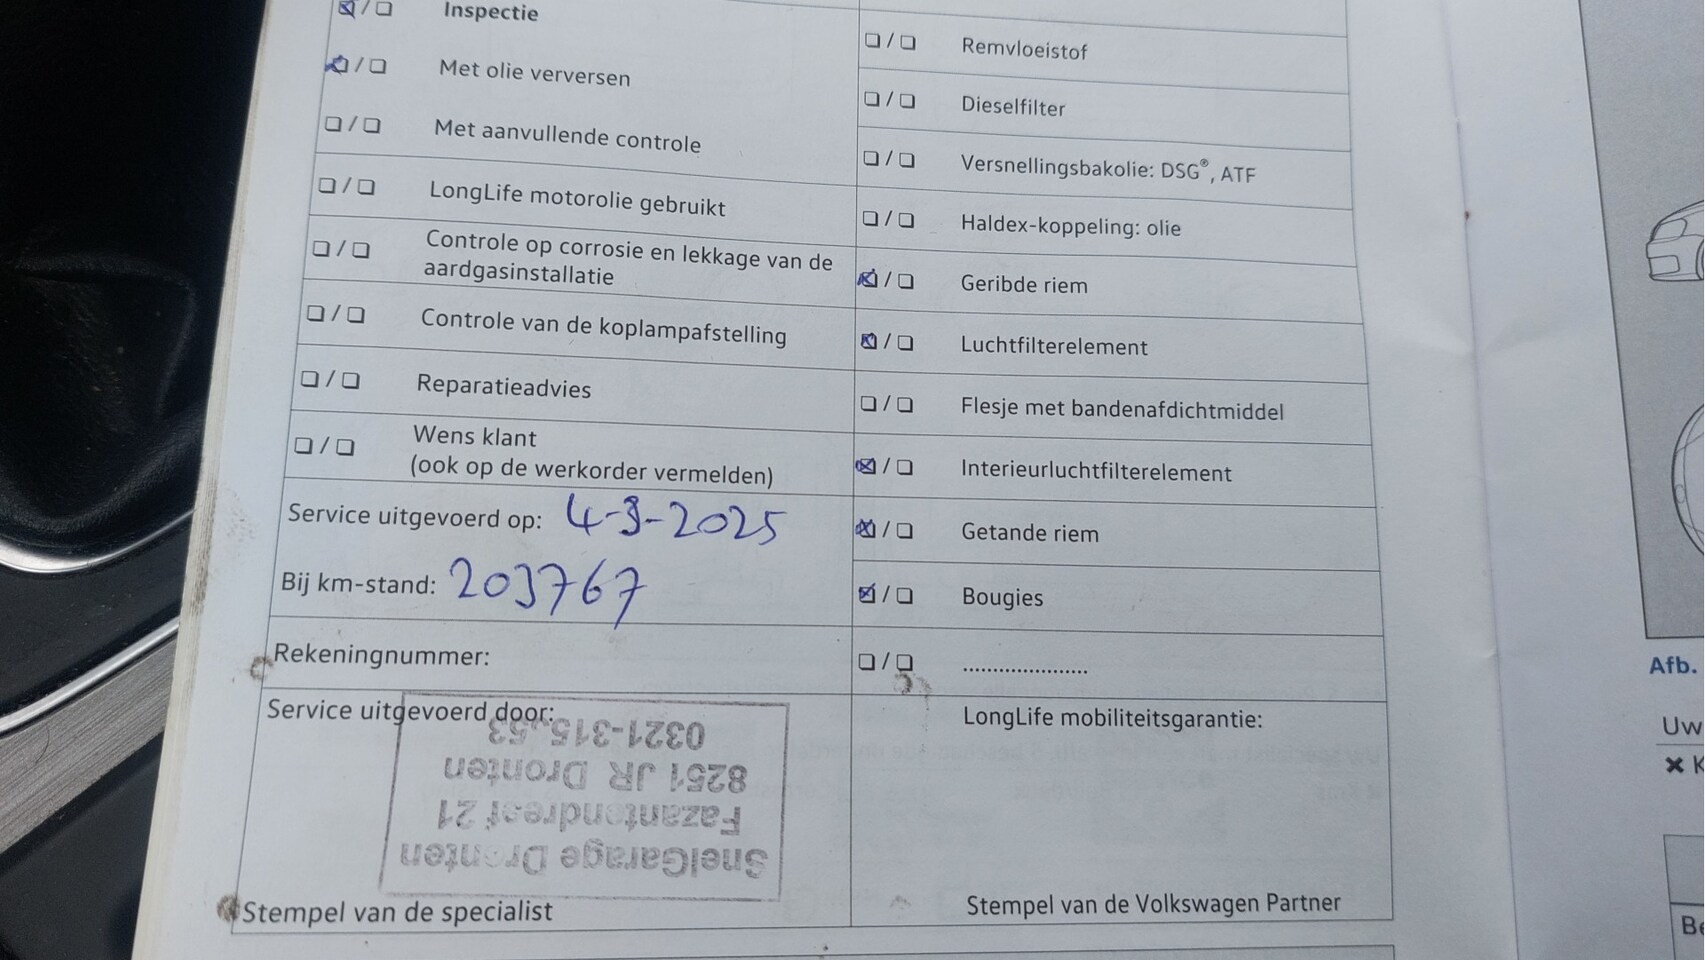 Inspectie
Met olie verversen
Met aanvullende controle
LongLife motorolie gebruikt
Controle op corrosie en lekkage van de
aardgasinstallatie
Controle van de koplampafstelling
Reparatieadvies
Wens klant
(ook op de werkorder vermelden)
Service uitgevoerd op: 4-3-2025
Bij km-stand: 203767
Rekeningnummer:
Service uitgevoerd door:
SnelGarage Dronten
Fazantendreef 21
8251 JR Dronten
0321-315553
Stempel van de specialist
Remvloeistof
Dieselfilter
Versnellingsbakolie: DSG®, ATF
Haldex-koppeling: olie
Geribde riem
Luchtfilterelement
Flesje met bandenafdichtmiddel
Interieurluchtfilterelement
Getande riem
Bougies
.....................
LongLife mobiliteitsgarantie:
Stempel van de Volkswagen Partner
Afb.
Uw